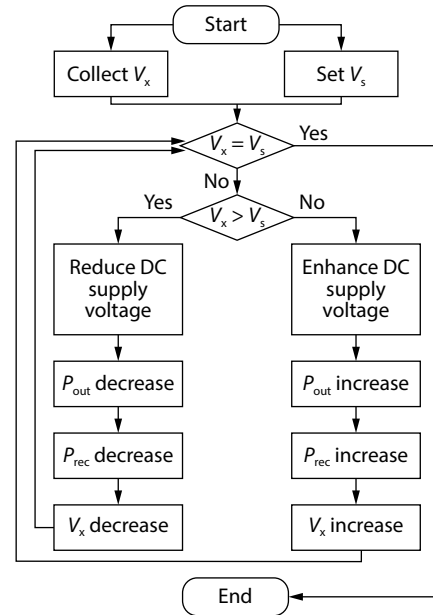 Start
Collect Vx
Set Vs
Vx = Vs
Yes
No
Vx > Vs
Yes
No
Reduce DC
supply
voltage
Enhance DC
supply
voltage
Pout decrease
Pout increase
Prec decrease
Prec increase
Vx decrease
Vx increase
End